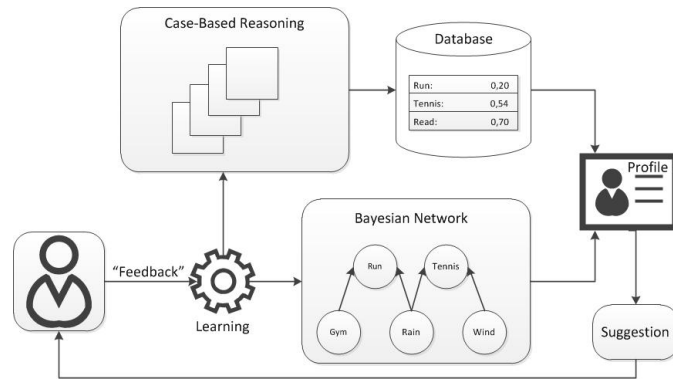 Case-Based Reasoning
Database
Run: 0,20
Tennis: 0,54
Read: 0,70
Profile
Bayesian Network
Run
Tennis
"Feedback"
Learning
Gym
Rain
Wind
Suggestion